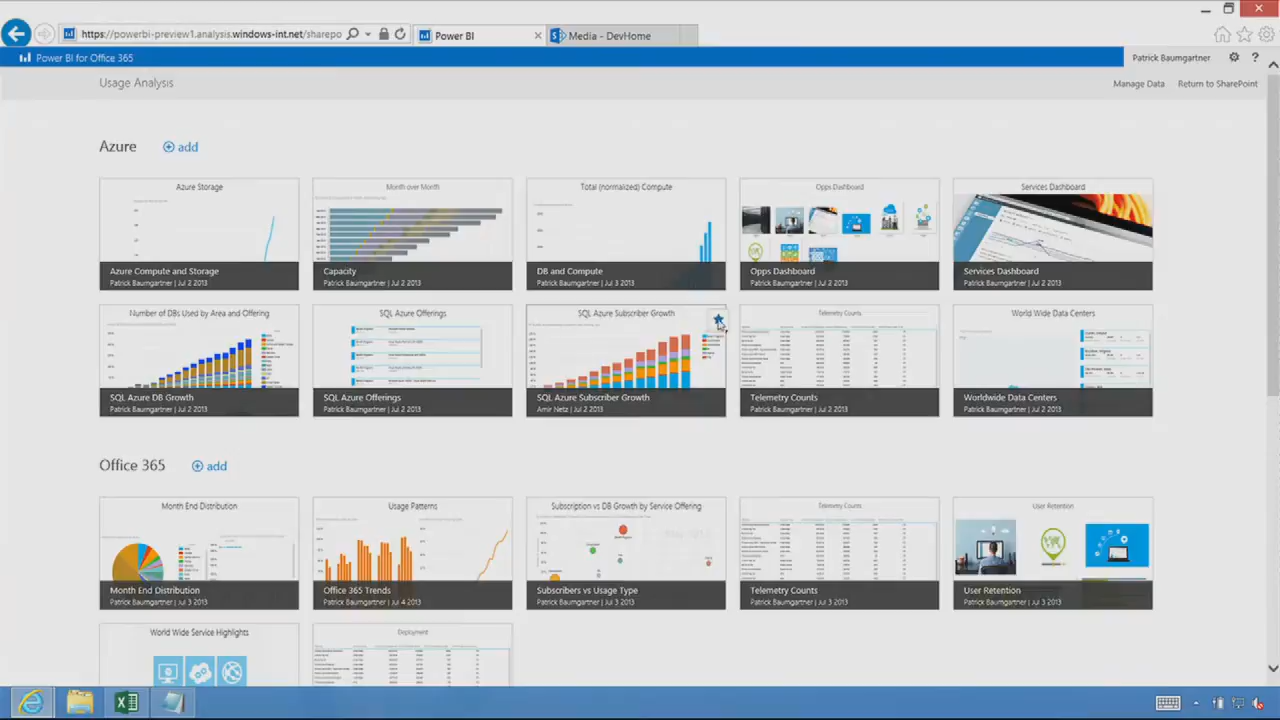 https://powerbi-preview1.analysis.windows-int.net/sharepo
Power BI
Media - DevHome
Power BI for Office 365
Patrick Baumgartner
?
Usage Analysis
Manage Data
Return to SharePoint
Azure
add
Azure Storage
Month over Month
Total (normalized) Compute
Opps Dashboard
Services Dashboard
Azure Compute and Storage
Patrick Baumgartner | Jul 2 2013
Capacity
Patrick Baumgartner | Jul 2 2013
DB and Compute
Patrick Baumgartner | Jul 3 2013
Opps Dashboard
Patrick Baumgartner | Jul 2 2013
Services Dashboard
Patrick Baumgartner | Jul 2 2013
Number of DBs Used by Area and Offering
SQL Azure Offerings
SQL Azure Subscriber Growth
Telemetry Counts
World Wide Data Centers
SQL Azure DB Growth
Patrick Baumgartner | Jul 2 2013
SQL Azure Offerings
Patrick Baumgartner | Jul 2 2013
SQL Azure Subscriber Growth
Amir Netz | Jul 2 2013
Telemetry Counts
Patrick Baumgartner | Jul 2 2013
Worldwide Data Centers
Patrick Baumgartner | Jul 2 2013
Office 365
add
Month End Distribution
Usage Patterns
Subscription vs DB Growth by Service Offering
Telemetry Counts
User Retention
Month End Distribution
Patrick Baumgartner | Jul 3 2013
Office 365 Trends
Patrick Baumgartner | Jul 4 2013
Subscribers vs Usage Type
Patrick Baumgartner | Jul 3 2013
Telemetry Counts
Patrick Baumgartner | Jul 3 2013
User Retention
Patrick Baumgartner | Jul 3 2013
World Wide Service Highlights
Deployment